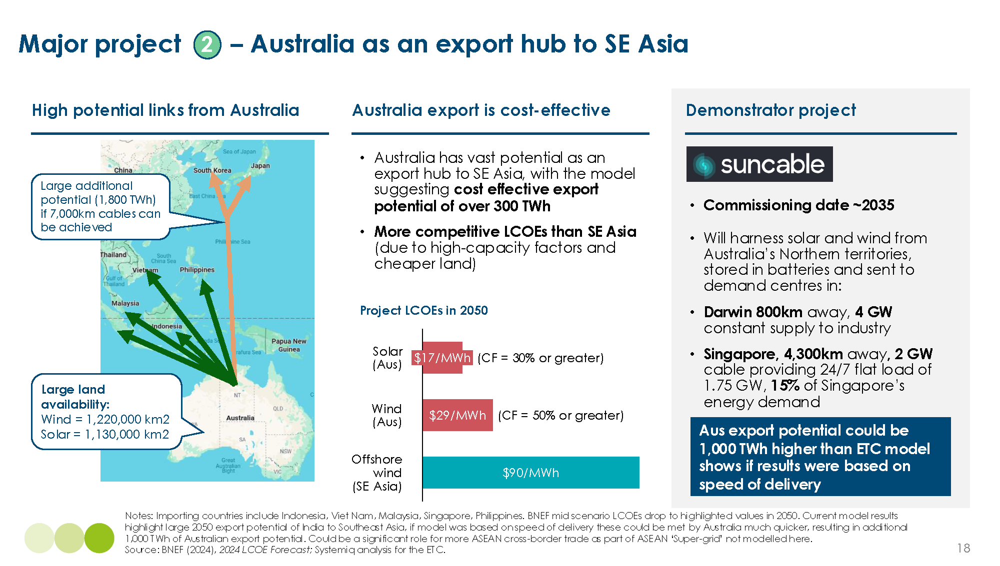 Major project 2 – Australia as an export hub to SE Asia
High potential links from Australia
Sea of Japan
Japan
China
South Korea
Large additional
potential (1,800 TWh)
if 7,000km cables can
be achieved
East China
Philippine Sea
Thailand
South
China Sea
Vietnam
Philippines
Gulf of
Thailand
Malaysia
Indonesia
Papua New
Guinea
Large land
availability:
Wind = 1,220,000 km2
Solar = 1,130,000 km2
NT
QLD
Australia
SA
NSW
Great
Australian
Bight
VIC
Australia export is cost-effective
• Australia has vast potential as an
export hub to SE Asia, with the model
suggesting cost effective export
potential of over 300 TWh
• More competitive LCOEs than SE Asia
(due to high-capacity factors and
cheaper land)
Project LCOEs in 2050
Solar
(Aus)
$17/MWh (CF = 30% or greater)
Wind
(Aus)
$29/MWh (CF = 50% or greater)
Offshore
wind
(SE Asia)
$90/MWh
Demonstrator project
suncable
• Commissioning date ~2035
• Will harness solar and wind from
Australia's Northern territories,
stored in batteries and sent to
demand centres in:
• Darwin 800km away, 4 GW
constant supply to industry
• Singapore, 4,300km away, 2 GW
cable providing 24/7 flat load of
1.75 GW, 15% of Singapore's
energy demand
Aus export potential could be
1,000 TWh higher than ETC model
shows if results were based on
speed of delivery
Notes: Importing countries include Indonesia, Viet Nam, Malaysia, Singapore, Philippines. BNEF mid scenario LCOEs drop to highlighted values in 2050. Current model results
highlight large 2050 export potential of India to Southeast Asia, if model was based on speed of delivery these could be met by Australia much quicker, resulting in additional
1,000 TWh of Australian export potential. Could be a significant role for more ASEAN cross-border trade as part of ASEAN 'Super-grid' not modelled here.
Source: BNEF (2024), 2024 LCOE Forecast; Systemiq analysis for the ETC.
18